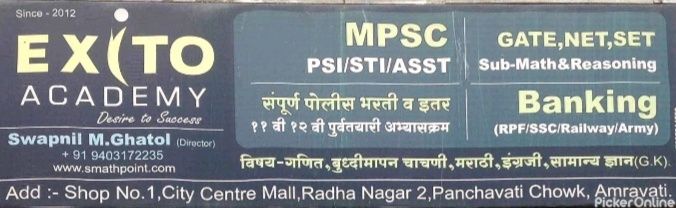 Since - 2012
EXITO
ACADEMY
Desire to Success
Swapnil M.Ghatol (Director)
+ 91 9403172235
www.smathpoint.com
MPSC
PSI/STI/ASST
GATE,NET,SET
Sub-Math&Reasoning
संपूर्ण पोलीस भरती व इतर
११ वी १२ वी पुर्वतयारी अभ्यासक्रम
Banking
(RPF/SSC/Railway/Army)
विषय-गणित,बुध्दीमापन चाचणी,मराठी,इंग्रजी,सामान्य ज्ञान(G.K).
Add :- Shop No.1,City Centre Mall,Radha Nagar 2,Panchavati Chowk, Amravati.
PickerOnline